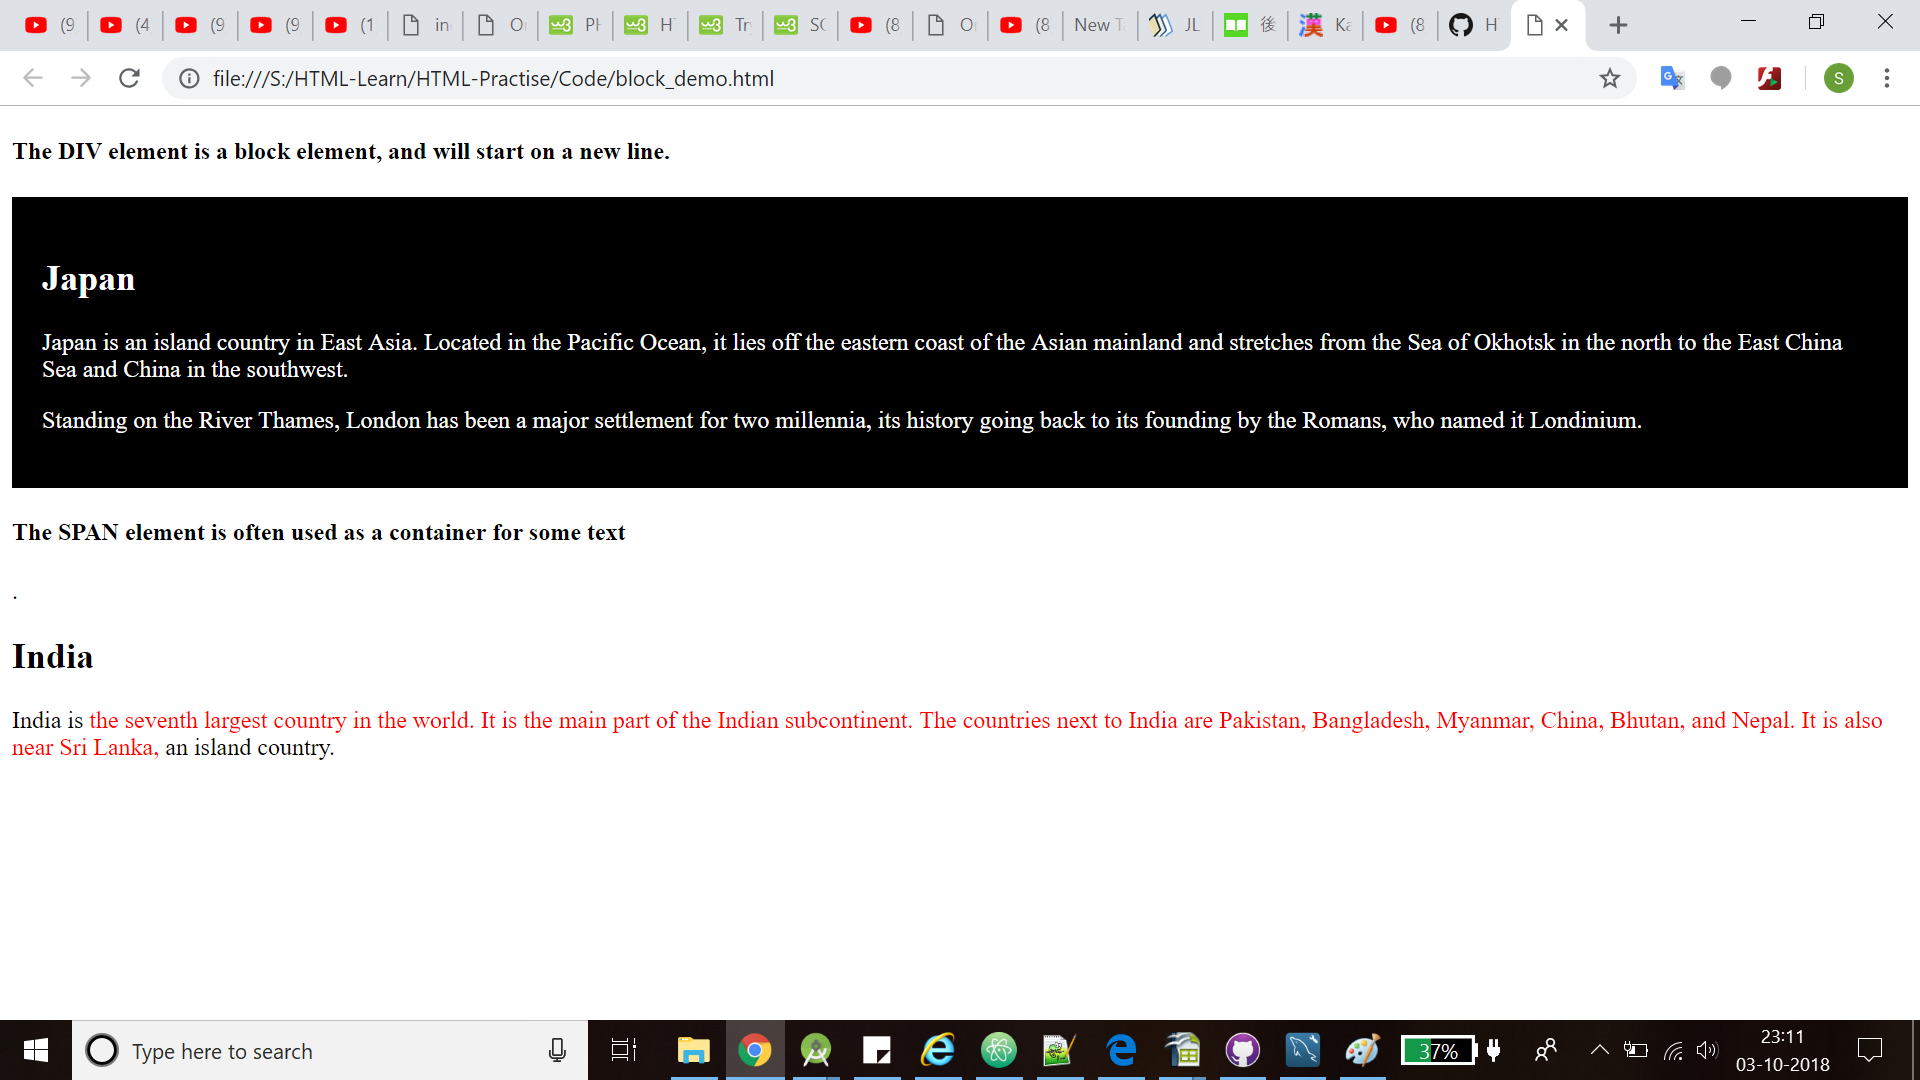 (9 (4 (9 (9 (1 in O PH HT Tr SC (8 O (8 New T JL 後 漢 Ka (8 H
file:///S:/HTML-Learn/HTML-Practise/Code/block_demo.html S
The DIV element is a block element, and will start on a new line.
Japan
Japan is an island country in East Asia. Located in the Pacific Ocean, it lies off the eastern coast of the Asian mainland and stretches from the Sea of Okhotsk in the north to the East China
Sea and China in the southwest.
Standing on the River Thames, London has been a major settlement for two millennia, its history going back to its founding by the Romans, who named it Londinium.
The SPAN element is often used as a container for some text
.
India
India is the seventh largest country in the world. It is the main part of the Indian subcontinent. The countries next to India are Pakistan, Bangladesh, Myanmar, China, Bhutan, and Nepal. It is also
near Sri Lanka, an island country.
Type here to search
37%
23:11
03-10-2018